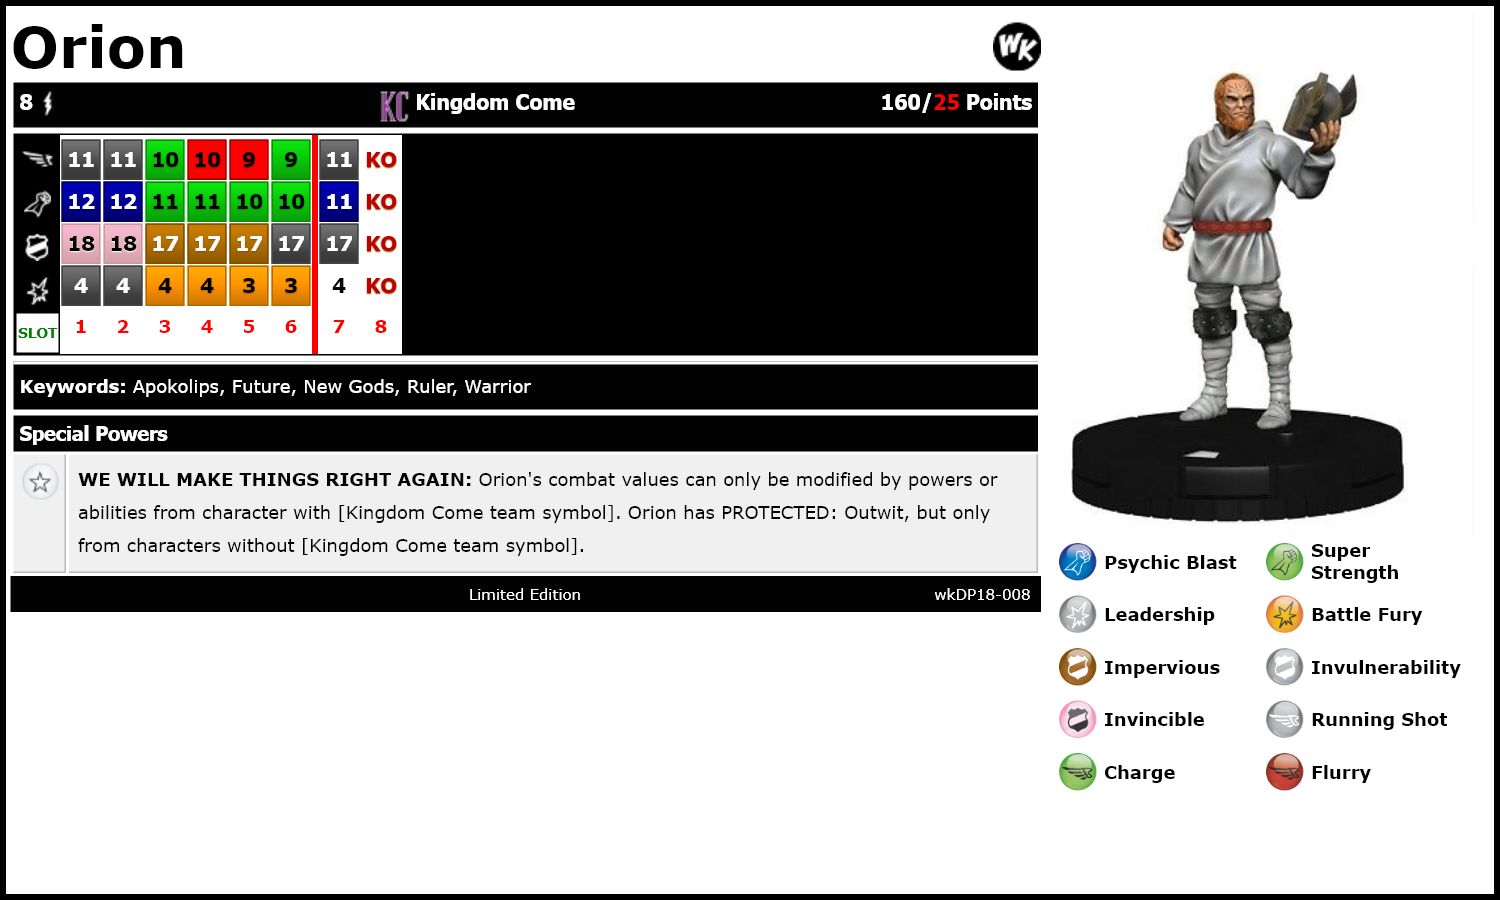 Orion
WK
8 KC Kingdom Come 160/25 Points
11 11 10 10 9 9 11 KO
12 12 11 11 10 10 11 KO
18 18 17 17 17 17 17 KO
4 4 4 4 3 3 4 KO
SLOT 1 2 3 4 5 6 7 8
Keywords: Apokolips, Future, New Gods, Ruler, Warrior
Special Powers
WE WILL MAKE THINGS RIGHT AGAIN: Orion's combat values can only be modified by powers or
abilities from character with [Kingdom Come team symbol]. Orion has PROTECTED: Outwit, but only
from characters without [Kingdom Come team symbol].
Limited Edition wkDP18-008
Psychic Blast Super
Strength
Leadership Battle Fury
Impervious Invulnerability
Invincible Running Shot
Charge Flurry